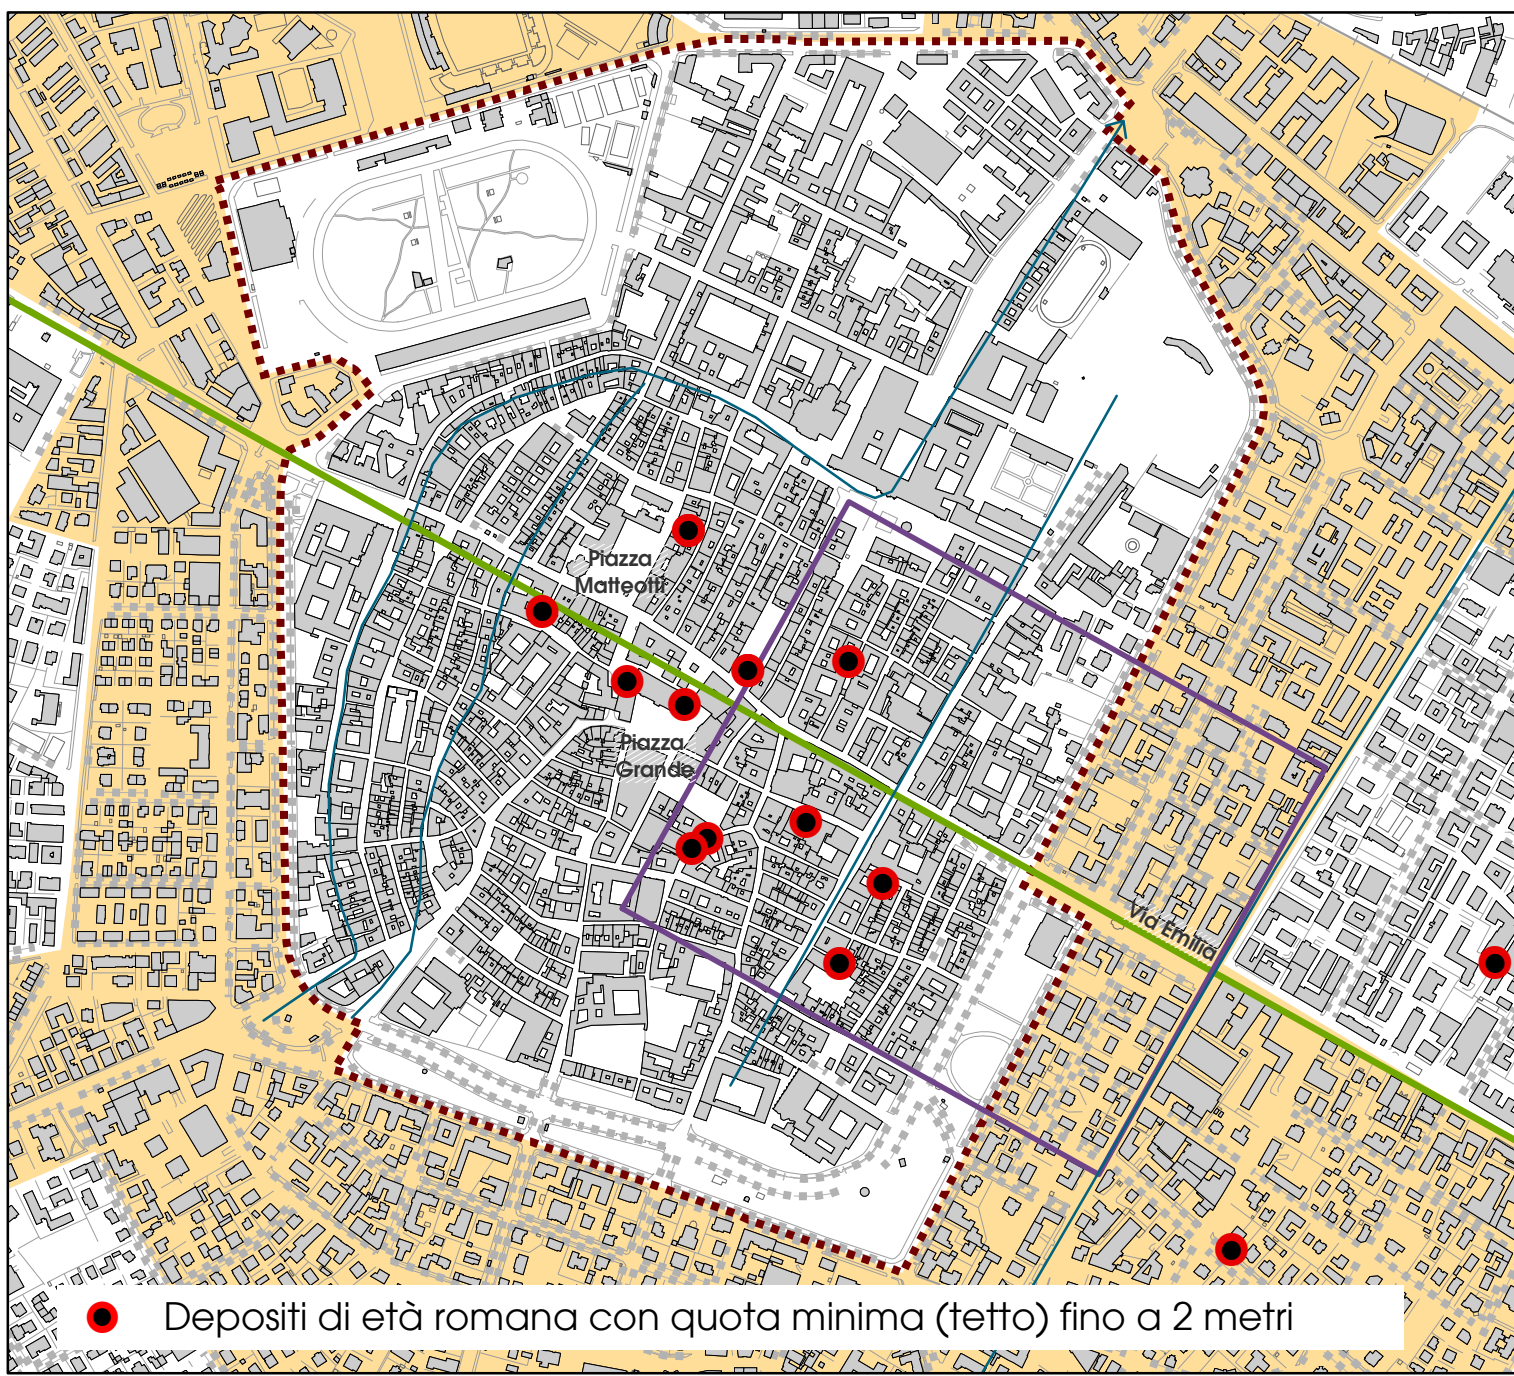 Piazza
Matteotti
Piazza
Grande
Via Emilia
Depositi di età romana con quota minima (tetto) fino a 2 metri